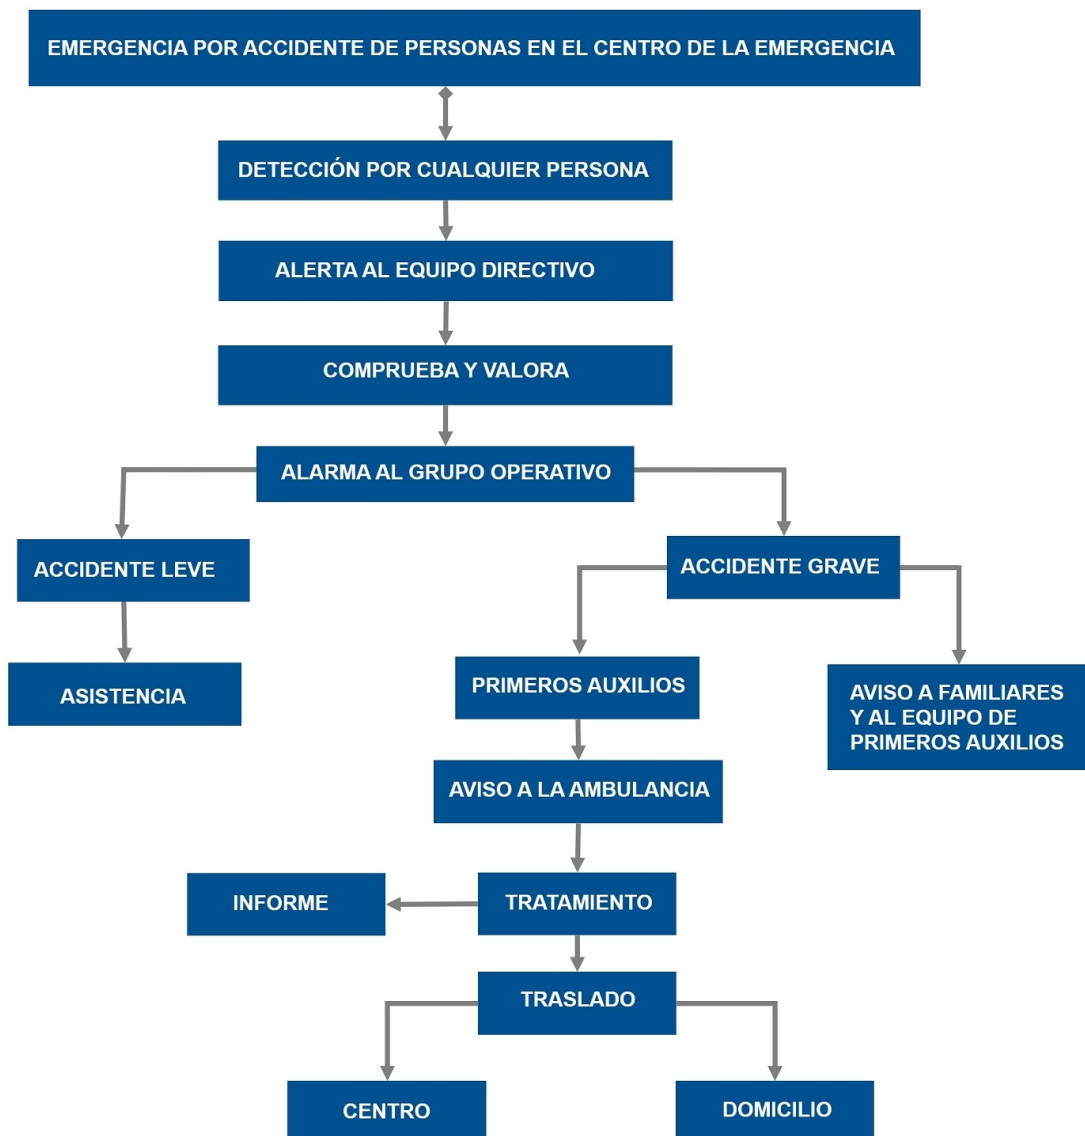 EMERGENCIA POR ACCIDENTE DE PERSONAS EN EL CENTRO DE LA EMERGENCIA
DETECCIÓN POR CUALQUIER PERSONA
ALERTA AL EQUIPO DIRECTIVO
COMPRUEBA Y VALORA
ALARMA AL GRUPO OPERATIVO
ACCIDENTE LEVE
ACCIDENTE GRAVE
ASISTENCIA
PRIMEROS AUXILIOS
AVISO A FAMILIARES
Y AL EQUIPO DE
PRIMEROS AUXILIOS
AVISO A LA AMBULANCIA
INFORME
TRATAMIENTO
TRASLADO
CENTRO
DOMICILIO